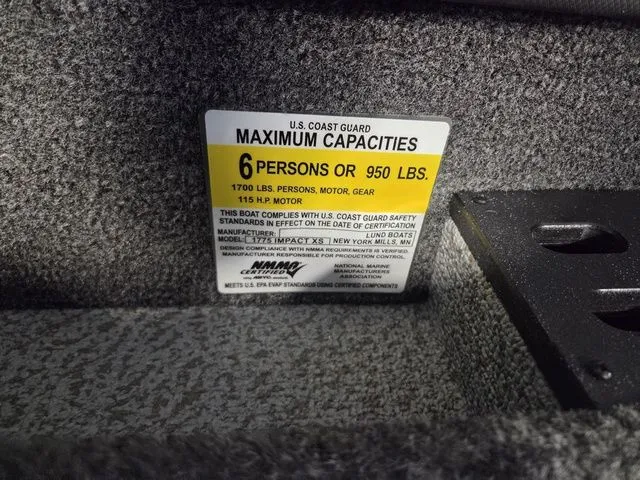 U.S. COAST GUARD
MAXIMUM CAPACITIES
6 PERSONS OR 950 LBS.
1700 LBS. PERSONS, MOTOR, GEAR
115 H.P. MOTOR
THIS BOAT COMPLIES WITH U.S. COAST GUARD SAFETY
STANDARDS IN EFFECT ON THE DATE OF CERTIFICATION
MANUFACTURER: LUND BOATS
MODEL: 1775 IMPACT XS NEW YORK MILLS, MN
DESIGN COMPLIANCE WITH NMMA REQUIREMENTS IS VERIFIED.
MANUFACTURER RESPONSIBLE FOR PRODUCTION CONTROL.
NMMA NATIONAL MARINE
CERTIFIED MANUFACTURERS
using ABYC standards ASSOCIATION
MEETS U.S. EPA EVAP STANDARDS USING CERTIFIED COMPONENTS